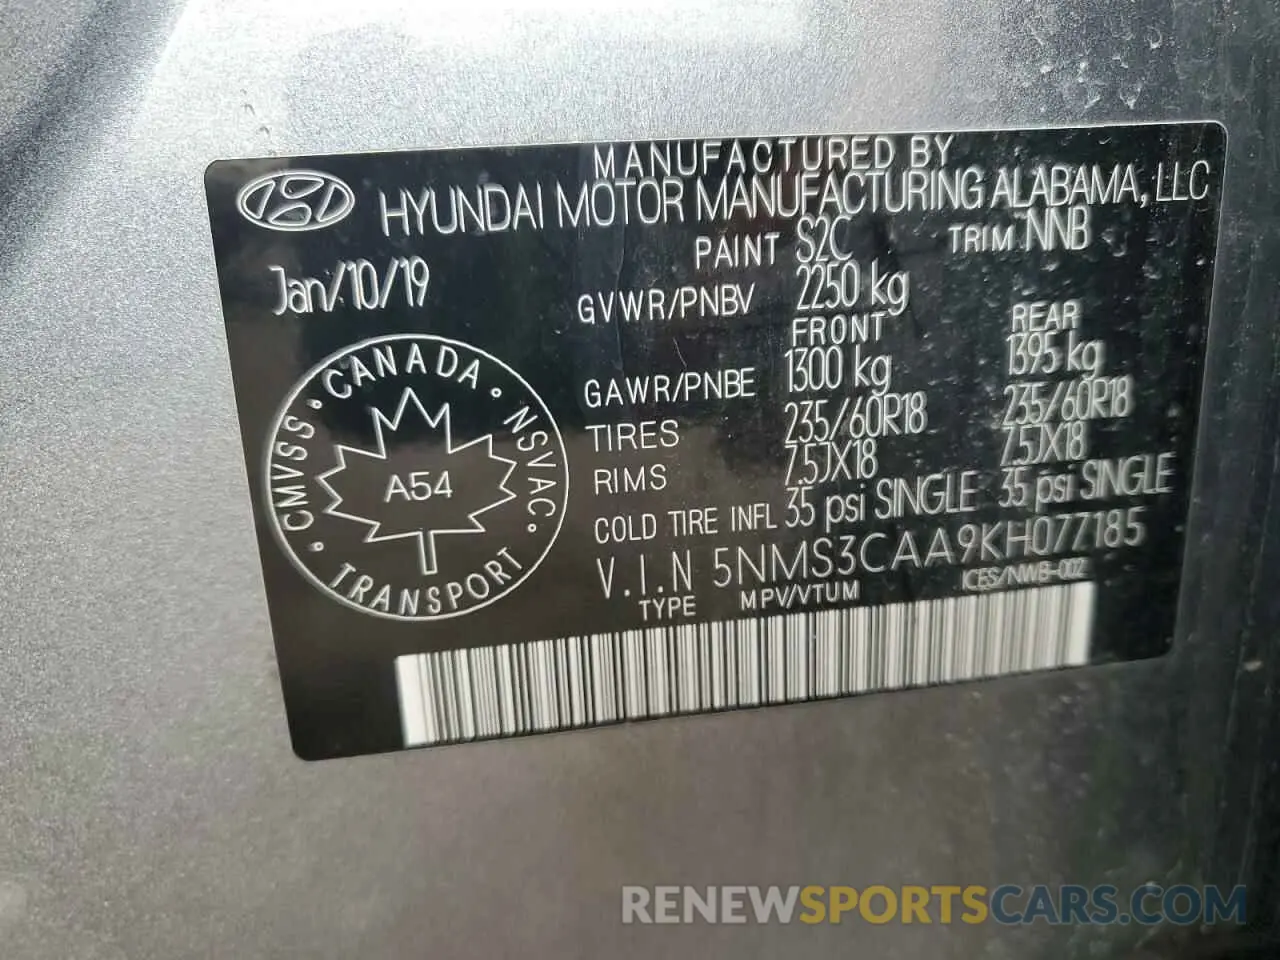 MANUFACTURED BY
HYUNDAI MOTOR MANUFACTURING ALABAMA, LLC
PAINT S2C TRIM NNB
Jan/10/19
GVWR/PNBV 2250 kg
FRONT REAR
GAWR/PNBE 1300 kg 1395 kg
TIRES 235/60R18 235/60R18
RIMS 7.5JX18 7.5JX18
COLD TIRE INFL 35 psi SINGLE 35 psi SINGLE
V.I.N 5NMS3CAA9KH077185
TYPE MPV/VTUM ICES/NWB-002
CMVSS · CANADA · NSVAC ·
A54
TRANSPORT
RENEWSPORTSCARS.COM